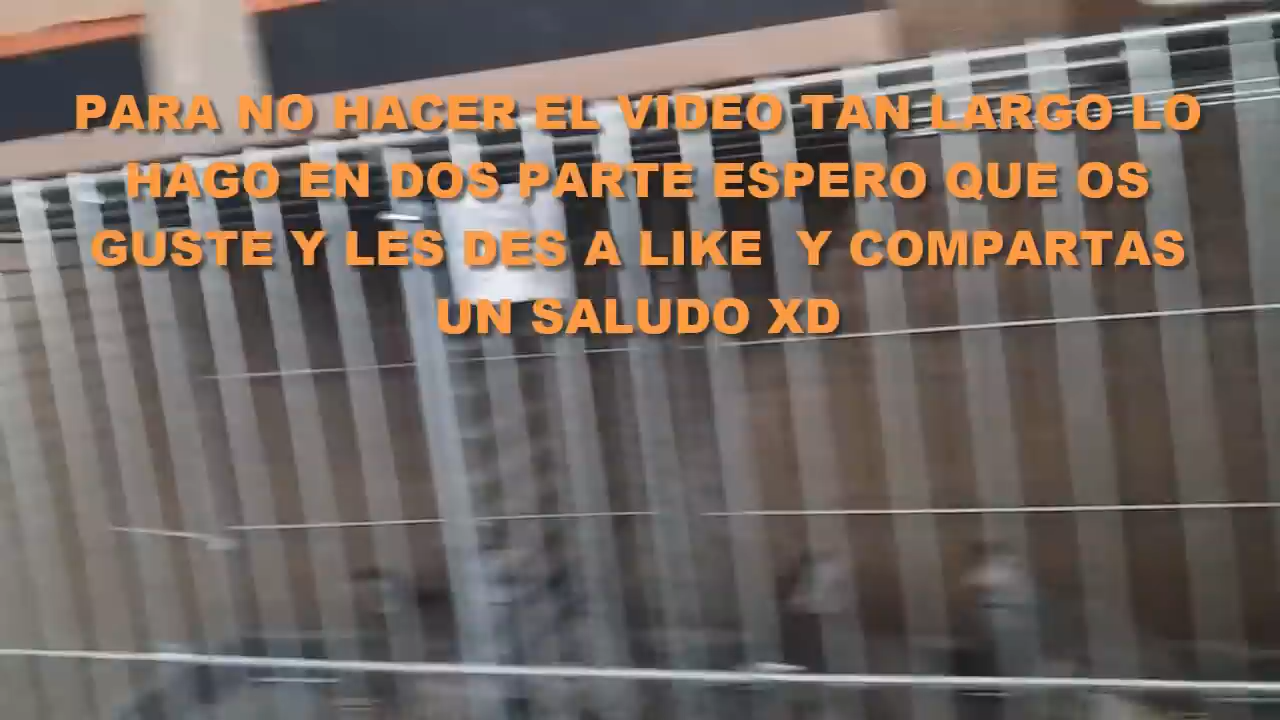 PARA NO HACER EL VIDEO TAN LARGO LO
HAGO EN DOS PARTE ESPERO QUE OS
GUSTE Y LES DES A LIKE Y COMPARTAS
UN SALUDO XD